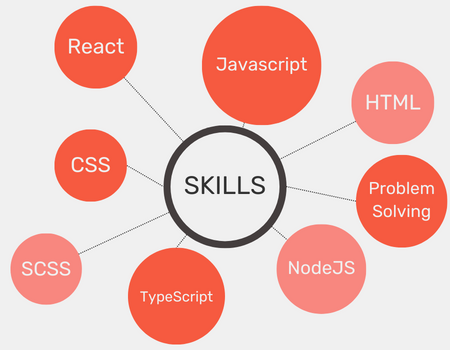 React
Javascript
HTML
CSS
SKILLS
Problem
Solving
SCSS
TypeScript
NodeJS